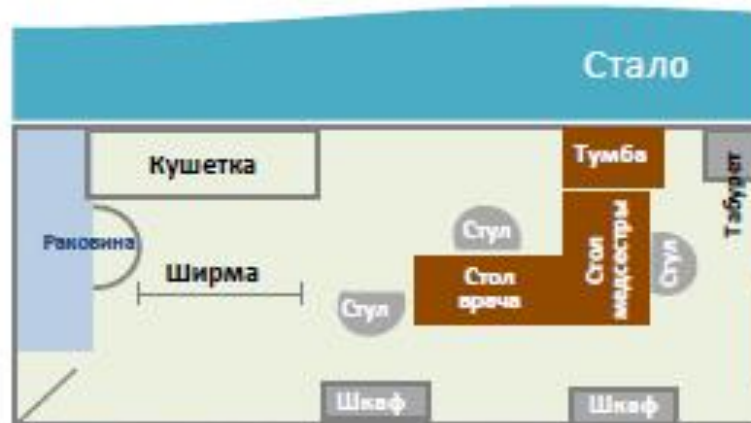 Стало
Кушетка
Тумба
Табурет
Раковина
Ширма
Стул
Стул
Стол
врача
Стол
медсестры
Стул
Шкаф
Шкаф